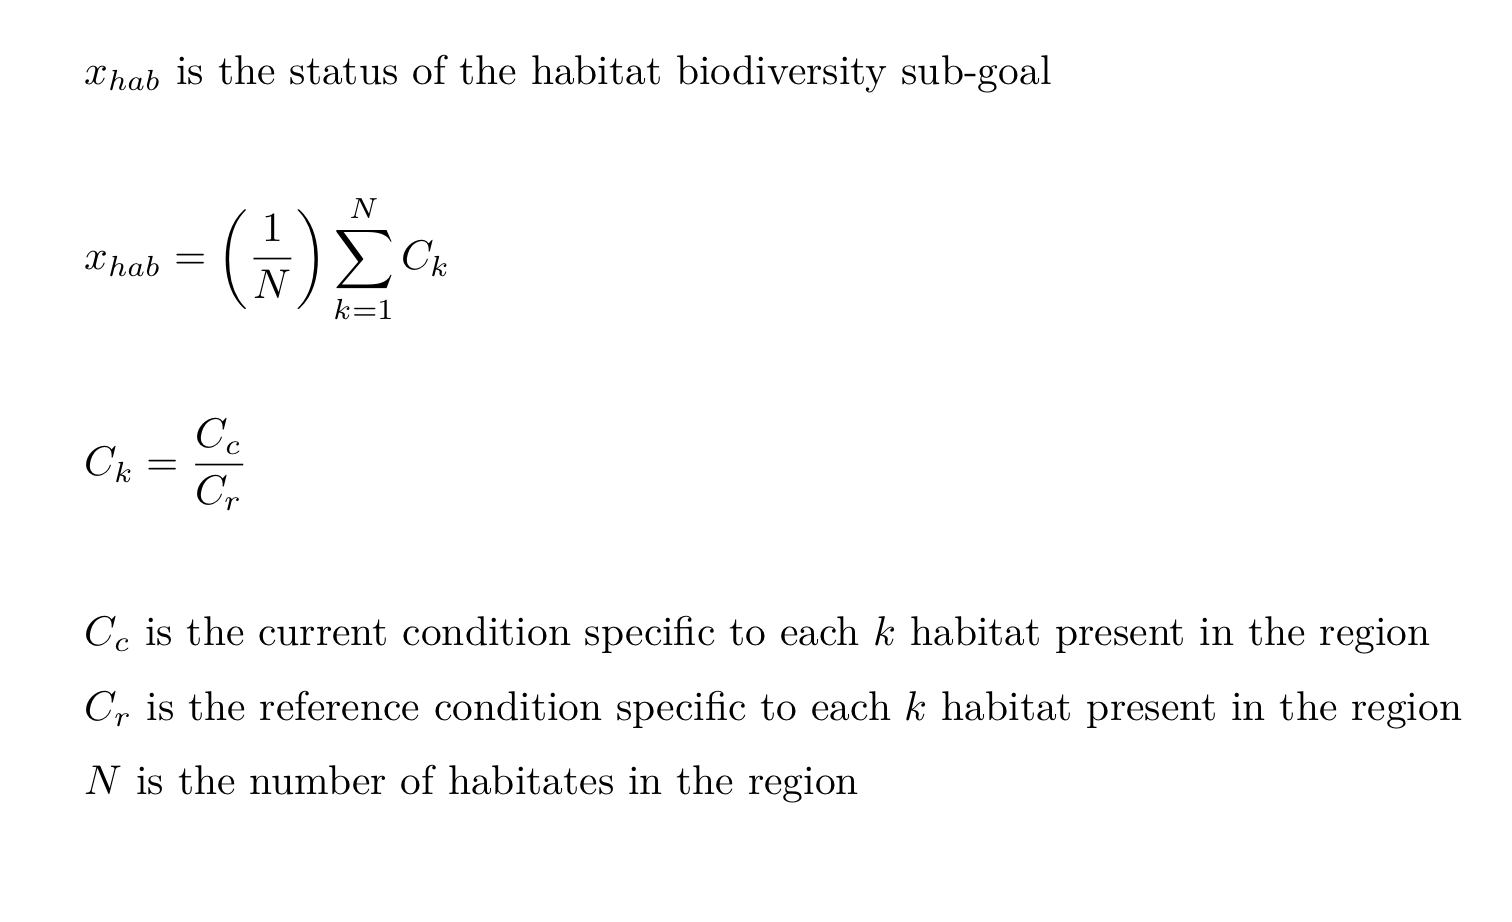 $x_{hab}$ is the status of the habitat biodiversity sub-goal
$x_{hab} = \left( \frac{1}{N} \right) \sum_{k=1}^{N} C_k$
$C_k = \frac{C_c}{C_r}$
$C_c$ is the current condition specific to each $k$ habitat present in the region
$C_r$ is the reference condition specific to each $k$ habitat present in the region
$N$ is the number of habitates in the region